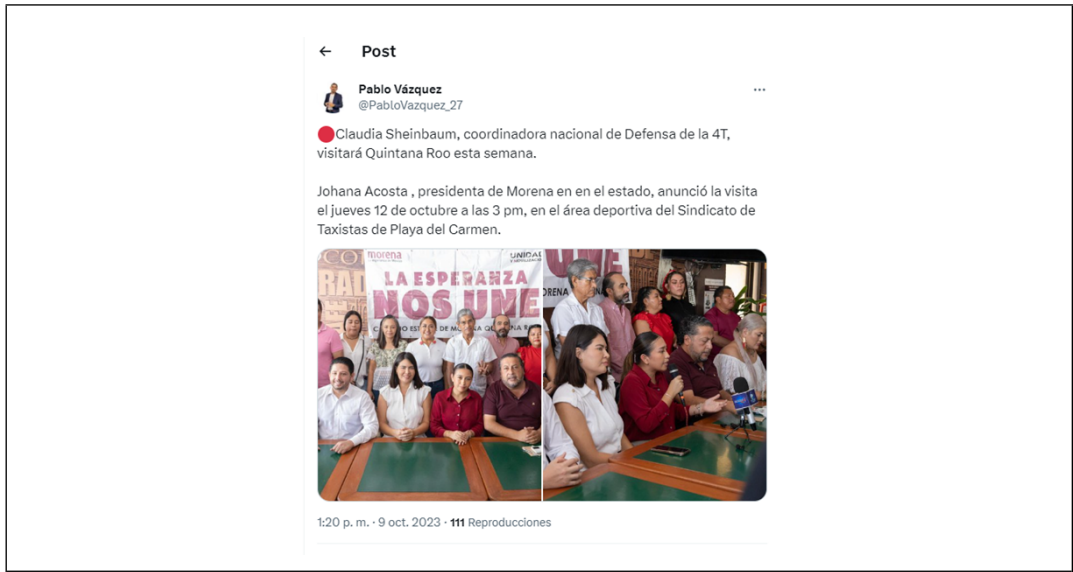 ← Post
Pablo Vázquez
@PabloVazquez_27
🔴Claudia Sheinbaum, coordinadora nacional de Defensa de la 4T,
visitará Quintana Roo esta semana.
Johana Acosta , presidenta de Morena en en el estado, anunció la visita
el jueves 12 de octubre a las 3 pm, en el área deportiva del Sindicato de
Taxistas de Playa del Carmen.
morena
LA ESPERANZA
NOS UNE
UNE
1:20 p. m. · 9 oct. 2023 · 111 Reproducciones